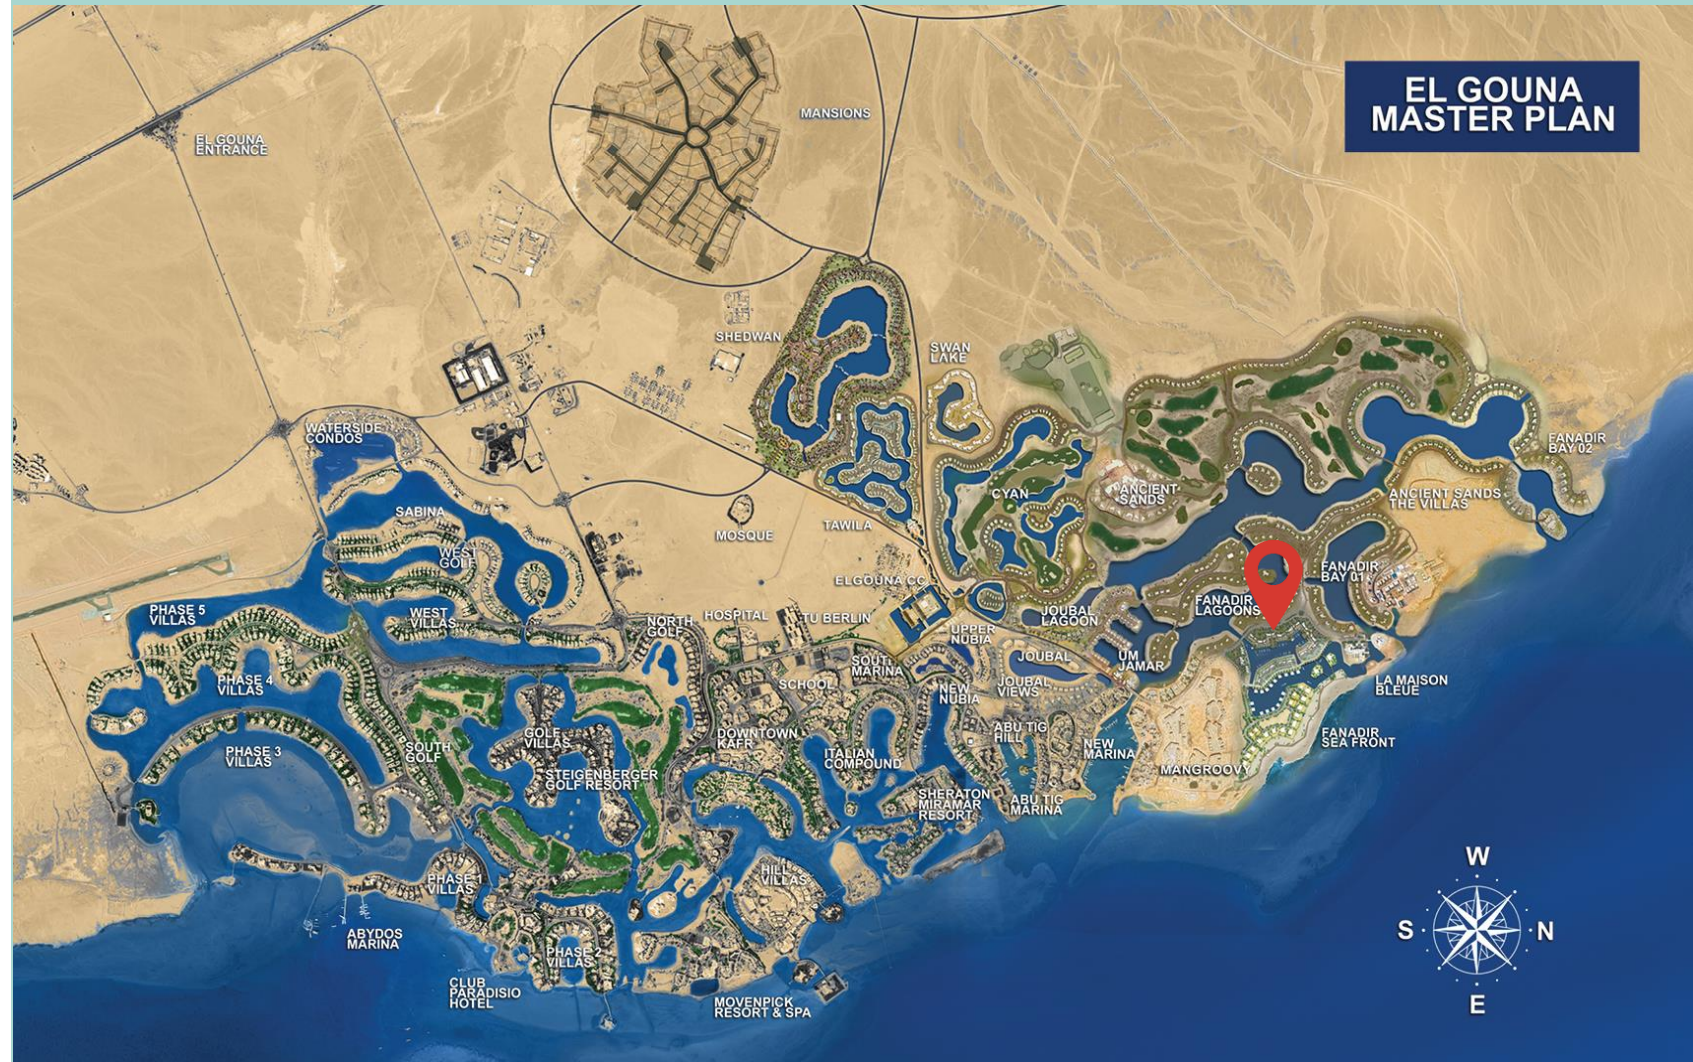 EL GOUNA
MASTER PLAN
EL GOUNA
ENTRANCE
MANSIONS
SHEDWAN
SWAN
LAKE
WATERSIDE
CONDOS
SABINA
WEST
GOLF
MOSQUE
TAWILA
CYAN
ANCIENT
SANDS
ANCIENT SANDS
THE VILLAS
FANADIR
BAY 02
FANADIR
BAY 01
FANADIR
LAGOONS
ELGOUNA CC
PHASE 5
VILLAS
WEST
VILLAS
NORTH
GOLF
HOSPITAL
TU BERLIN
UPPER
NUBIA
JOUBAL
LAGOON
JOUBAL
UM
JAMAR
SOUTH
MARINA
SCHOOL
NEW
NUBIA
JOUBAL
VIEWS
LA MAISON
BLEUE
PHASE 4
VILLAS
PHASE 3
VILLAS
SOUTH
GOLF
GOLF
VILLAS
STEIGENBERGER
GOLF RESORT
DOWNTOWN
KAFR
ITALIAN
COMPOUND
ABU TIG
HILL
NEW
MARINA
MANGROOVY
FANADIR
SEA FRONT
SHERATON
MIRAMAR
RESORT
ABU TIG
MARINA
PHASE 1
VILLAS
HILL
VILLAS
ABYDOS
MARINA
PHASE 2
VILLAS
CLUB
PARADISIO
HOTEL
MOVENPICK
RESORT & SPA
W
S
N
E